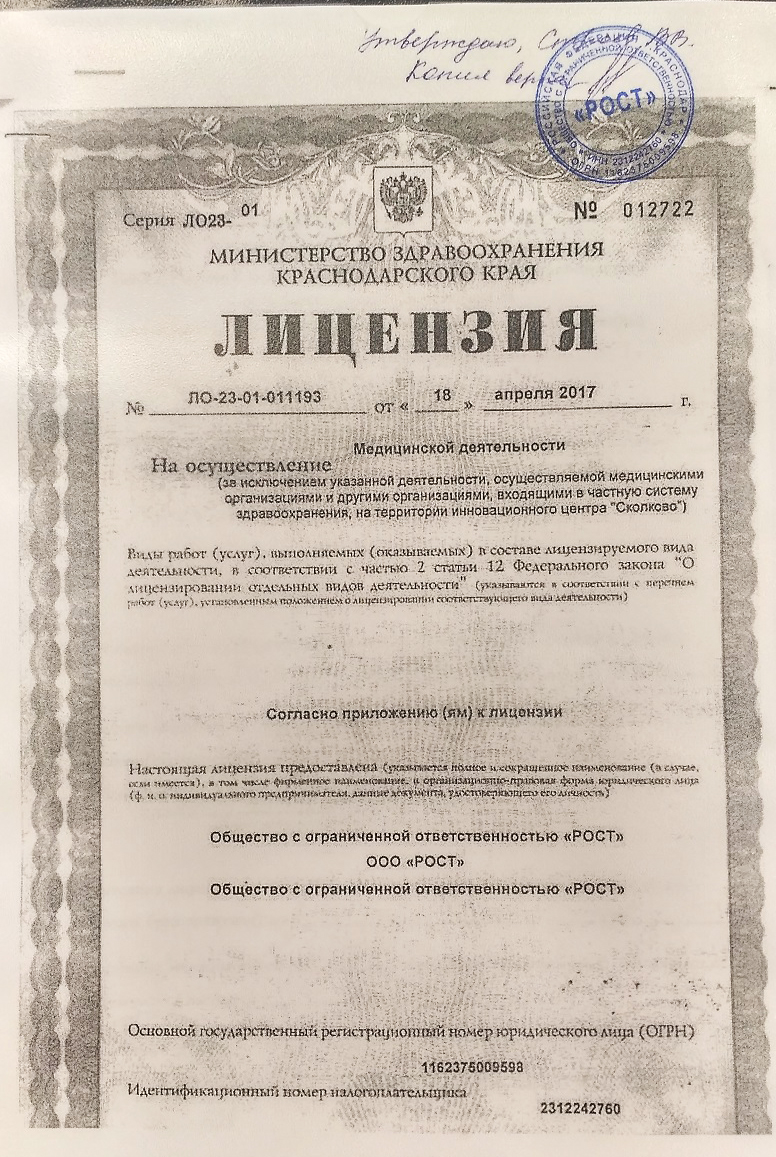 Утверждаю,
Копия верна
РОССИЙСКАЯ ФЕДЕРАЦИЯ Г. КРАСНОДАР
ОБЩЕСТВО С ОГРАНИЧЕННОЙ ОТВЕТСТВЕННОСТЬЮ
«РОСТ»
ИНН 2312242760
ОГРН 1162375009598
Серия ЛО23- 01 № 012722
МИНИСТЕРСТВО ЗДРАВООХРАНЕНИЯ
КРАСНОДАРСКОГО КРАЯ
ЛИЦЕНЗИЯ
№ ЛО-23-01-011193 от « 18 » апреля 2017 г.
Медицинской деятельности
На осуществление
(за исключением указанной деятельности, осуществляемой медицинскими
организациями и другими организациями, входящими в частную систему
здравоохранения, на территории инновационного центра "Сколково")
Виды работ (услуг), выполняемых (оказываемых) в составе лицензируемого вида
деятельности, в соответствии с частью 2 статьи 12 Федерального закона "О
лицензировании отдельных видов деятельности" (указываются в соответствии с перечнем
работ (услуг), установленным положением о лицензировании соответствующего вида деятельности)
Согласно приложению (ям) к лицензии
Настоящая лицензия предоставлена (указывается полное и сокращенное наименование (в случае,
если имеется), в том числе фирменное наименование, и организационно-правовая форма юридического лица
(ф. и. о. индивидуального предпринимателя, данные документа, удостоверяющего его личность)
Общество с ограниченной ответственностью «РОСТ»
ООО «РОСТ»
Общество с ограниченной ответственностью «РОСТ»
Основной государственный регистрационный номер юридического лица (ОГРН)
1162375009598
Идентификационный номер налогоплательщика
2312242760